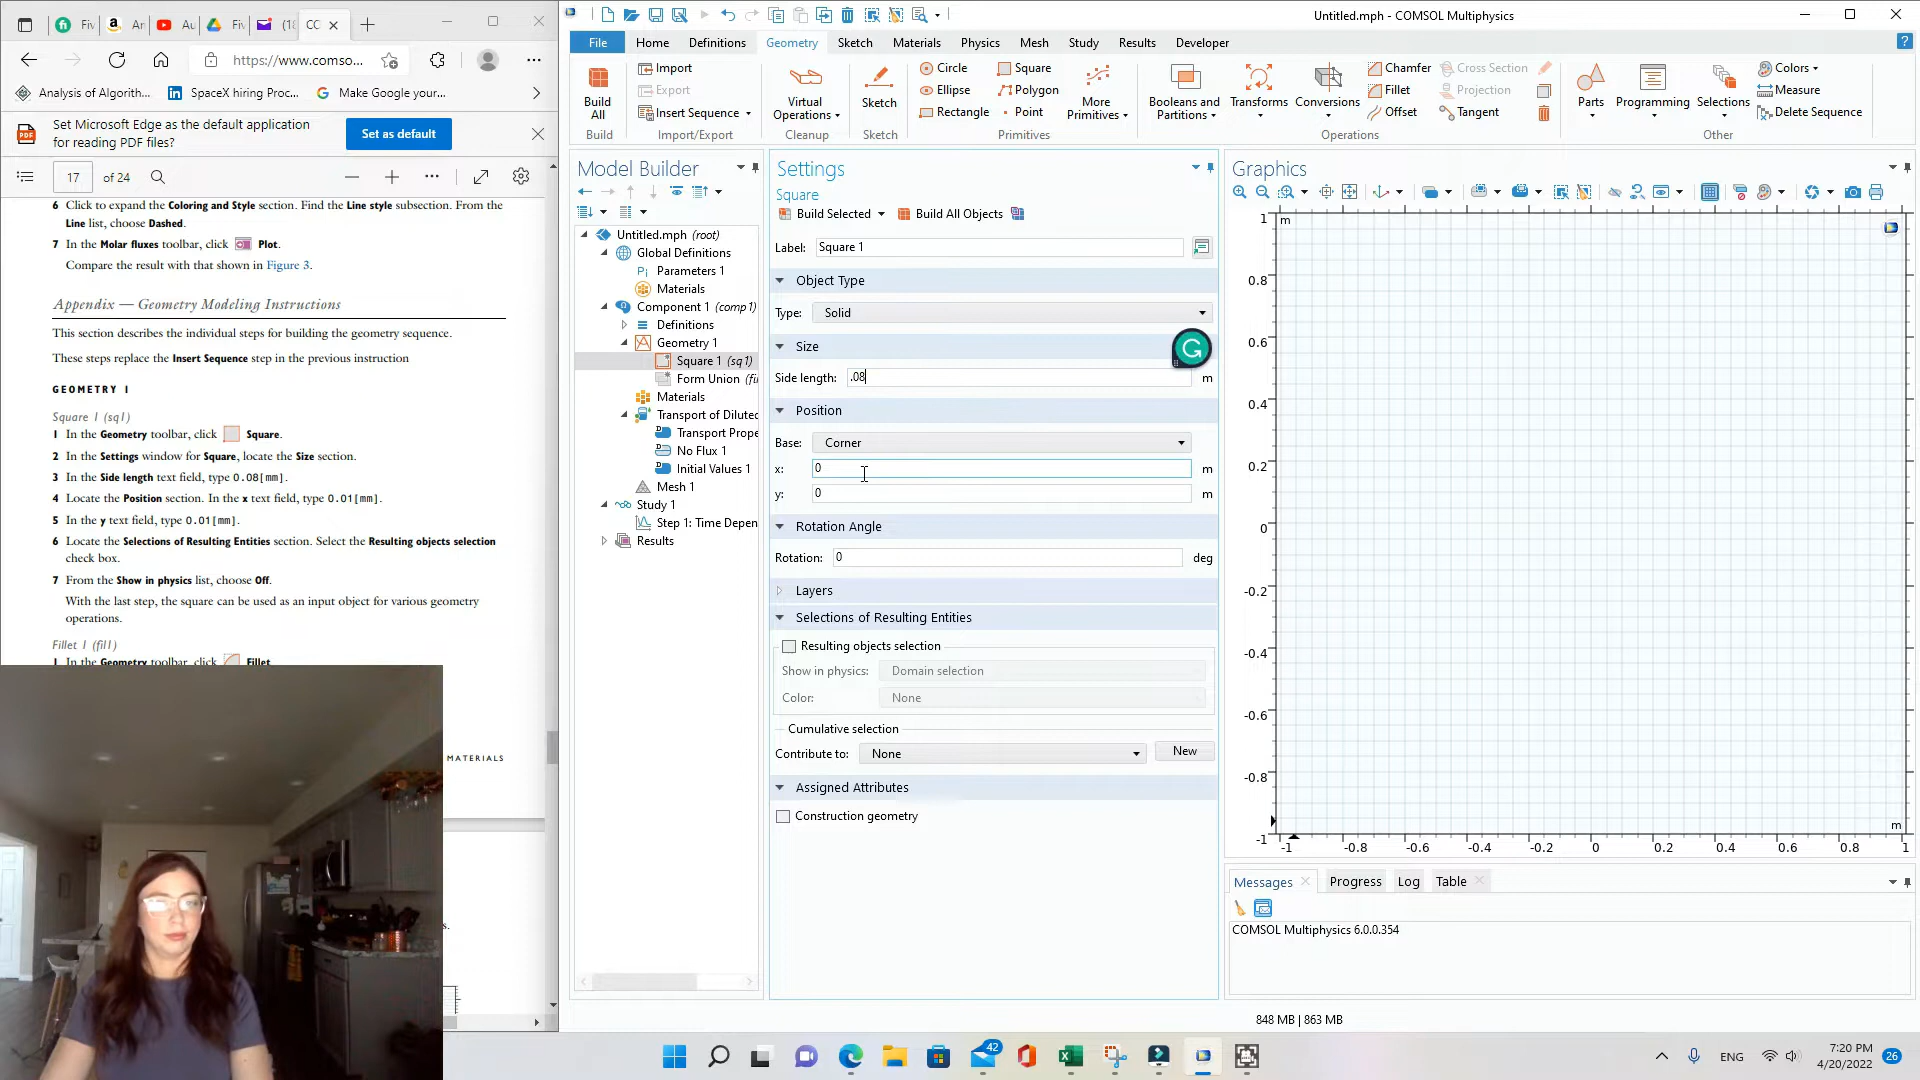 Fiv
Ar
Au
Fiv
(1
CC
https://www.comso...
Analysis of Algorith...
SpaceX hiring Proc...
Make Google your...
Set Microsoft Edge as the default application
for reading PDF files?
Set as default
17
of 24
6 Click to expand the Coloring and Style section. Find the Line style subsection. From the
Line list, choose Dashed.
7 In the Molar fluxes toolbar, click Plot.
Compare the result with that shown in Figure 3.
Appendix — Geometry Modeling Instructions
This section describes the individual steps for building the geometry sequence.
These steps replace the Insert Sequence step in the previous instruction
GEOMETRY 1
Square 1 (sq1)
1 In the Geometry toolbar, click Square.
2 In the Settings window for Square, locate the Size section.
3 In the Side length text field, type 0.08[mm].
4 Locate the Position section. In the x text field, type 0.01[mm].
5 In the y text field, type 0.01[mm].
6 Locate the Selections of Resulting Entities section. Select the Resulting objects selection
check box.
7 From the Show in physics list, choose Off.
With the last step, the square can be used as an input object for various geometry
operations.
Fillet 1 (fil1)
1 In the Geometry toolbar, click Fillet
MATERIALS
s.
Untitled.mph - COMSOL Multiphysics
File
Home
Definitions
Geometry
Sketch
Materials
Physics
Mesh
Study
Results
Developer
?
Build
All
Build
Import
Export
Insert Sequence
Import/Export
Virtual
Operations
Cleanup
Sketch
Sketch
Circle
Ellipse
Rectangle
Square
Polygon
Point
More
Primitives
Primitives
Booleans and
Partitions
Transforms
Conversions
Chamfer
Fillet
Offset
Cross Section
Projection
Tangent
Operations
Parts
Programming
Selections
Colors
Measure
Delete Sequence
Other
Model Builder
Untitled.mph (root)
Global Definitions
Pi Parameters 1
Materials
Component 1 (comp1)
Definitions
Geometry 1
Square 1 (sq1)
Form Union (fi
Materials
Transport of Diluted
Transport Prope
No Flux 1
Initial Values 1
Mesh 1
Study 1
Step 1: Time Depen
Results
Settings
Square
Build Selected
Build All Objects
Label:
Square 1
Object Type
Type:
Solid
Size
Side length:
.08
m
Position
Base:
Corner
x:
0
m
y:
0
m
Rotation Angle
Rotation:
0
deg
Layers
Selections of Resulting Entities
Resulting objects selection
Show in physics:
Domain selection
Color:
None
Cumulative selection
Contribute to:
None
New
Assigned Attributes
Construction geometry
Graphics
1
m
0.8
0.6
0.4
0.2
0
-0.2
-0.4
-0.6
-0.8
-1
m
-1
-0.8
-0.6
-0.4
-0.2
0
0.2
0.4
0.6
0.8
1
Messages
Progress
Log
Table
COMSOL Multiphysics 6.0.0.354
848 MB | 863 MB
42
ENG
7:20 PM
4/20/2022
26